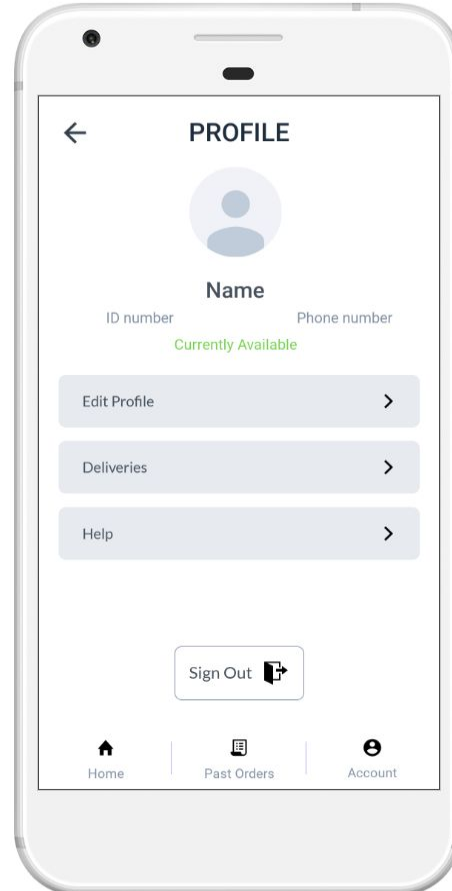 PROFILE
Name
ID number Phone number
Currently Available
Edit Profile
Deliveries
Help
Sign Out
Home Past Orders Account